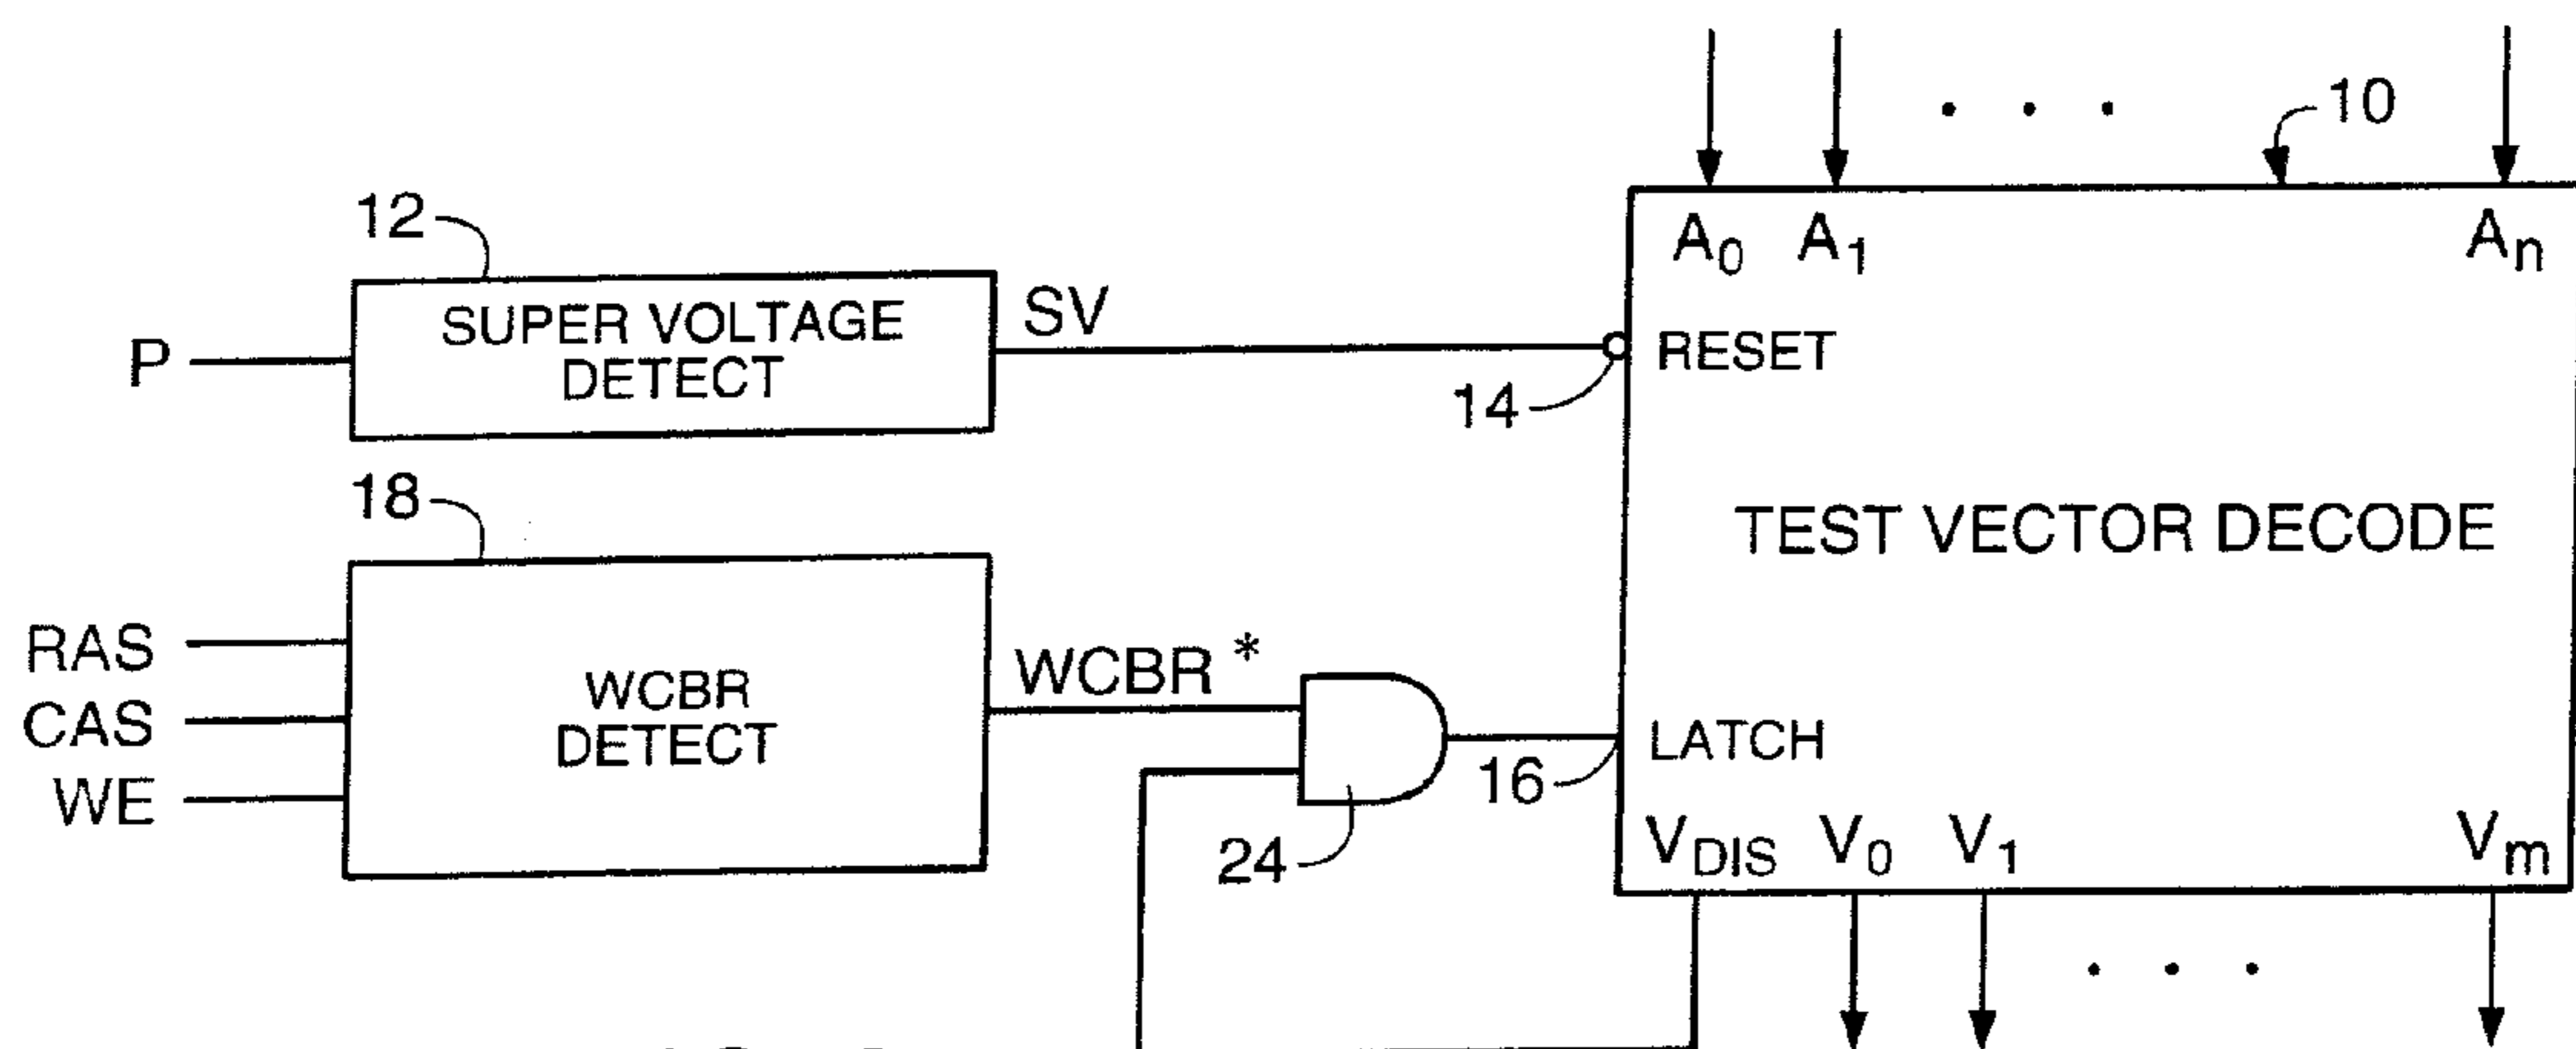 10
12
A0 A1 An
SUPER VOLTAGE
DETECT
SV
P
RESET
14
18
TEST VECTOR DECODE
RAS
CAS
WE
WCBR
DETECT
WCBR *
LATCH
16
24
VDIS V0 V1 Vm